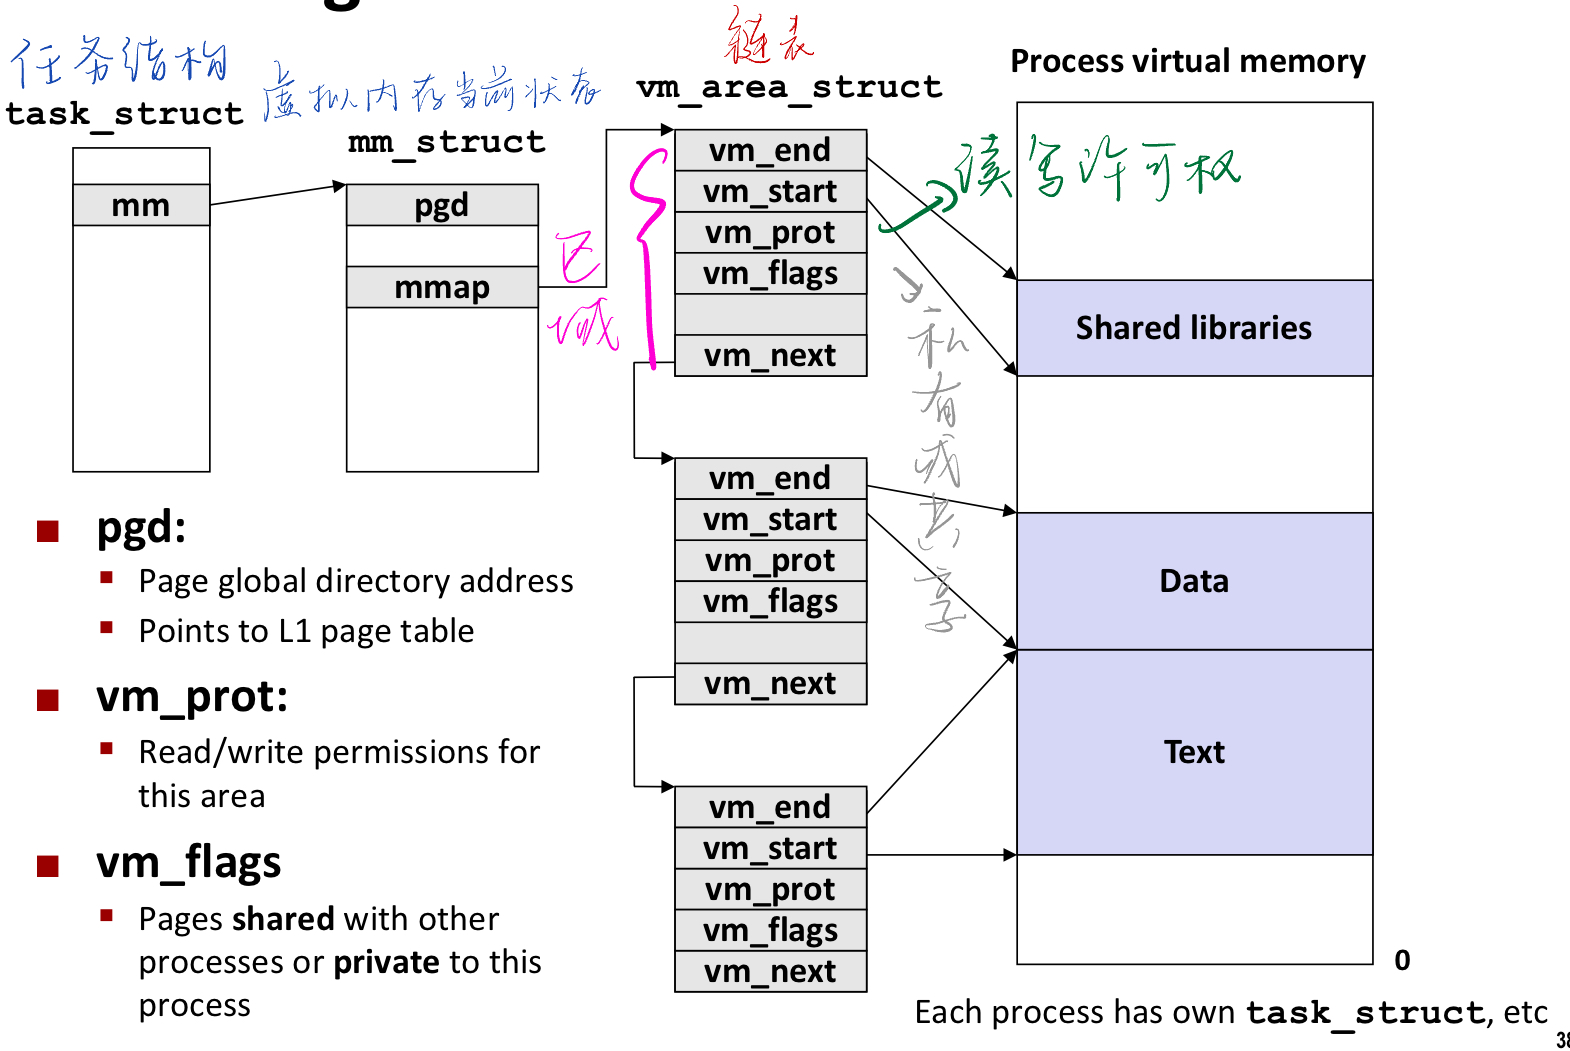 任务结构
task_struct
虚拟内存当前状态
mm_struct
链表
vm_area_struct
Process virtual memory
mm
pgd
mmap
区域
vm_end
vm_start
vm_prot
vm_flags
vm_next
读写许可权
私有或共享
vm_end
vm_start
vm_prot
vm_flags
vm_next
vm_end
vm_start
vm_prot
vm_flags
vm_next
Shared libraries
Data
Text
0
pgd:
Page global directory address
Points to L1 page table
vm_prot:
Read/write permissions for
this area
vm_flags
Pages shared with other
processes or private to this
process
Each process has own task_struct, etc
38